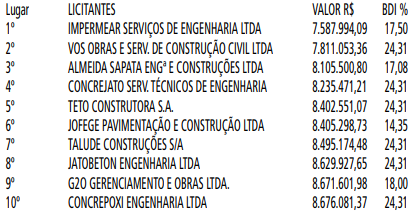 Lugar LICITANTES VALOR R$ BDI %
1º IMPERMEAR SERVIÇOS DE ENGENHARIA LTDA 7.587.994,09 17,50
2º VOS OBRAS E SERV. DE CONSTRUÇÃO CIVIL LTDA 7.811.053,36 24,31
3º ALMEIDA SAPATA ENGª E CONSTRUÇÕES LTDA 8.105.500,80 17,08
4º CONCREJATO SERV. TÉCNICOS DE ENGENHARIA 8.235.471,21 24,31
5º TETO CONSTRUTORA S.A. 8.402.551,07 24,31
6º JOFEGE PAVIMENTAÇÃO E CONSTRUÇÃO LTDA 8.405.298,73 14,35
7º TALUDE CONSTRUÇÕES S/A 8.495.174,48 24,31
8º JATOBETON ENGENHARIA LTDA 8.629.927,65 24,31
9º G2O GERENCIAMENTO E OBRAS LTDA. 8.671.601,98 18,00
10º CONCREPOXI ENGENHARIA LTDA 8.676.081,37 24,31